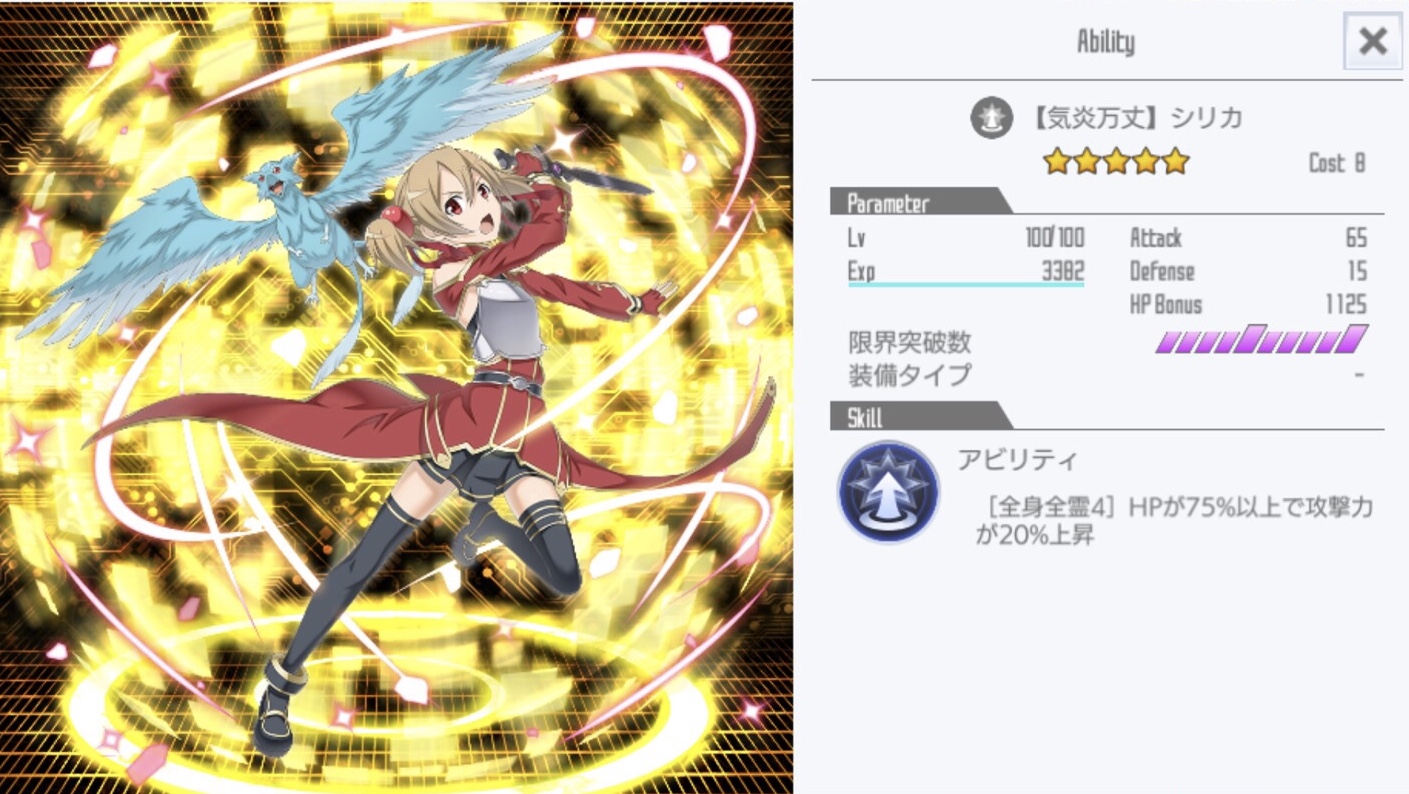 Ability
【気炎万丈】シリカ
Cost 8
Parameter
Lv 100/100 Attack 65
Exp 3382 Defense 15
HP Bonus 1125
限界突破数
装備タイプ -
Skill
アビリティ
［全身全霊4］HPが75%以上で攻撃力
が20%上昇